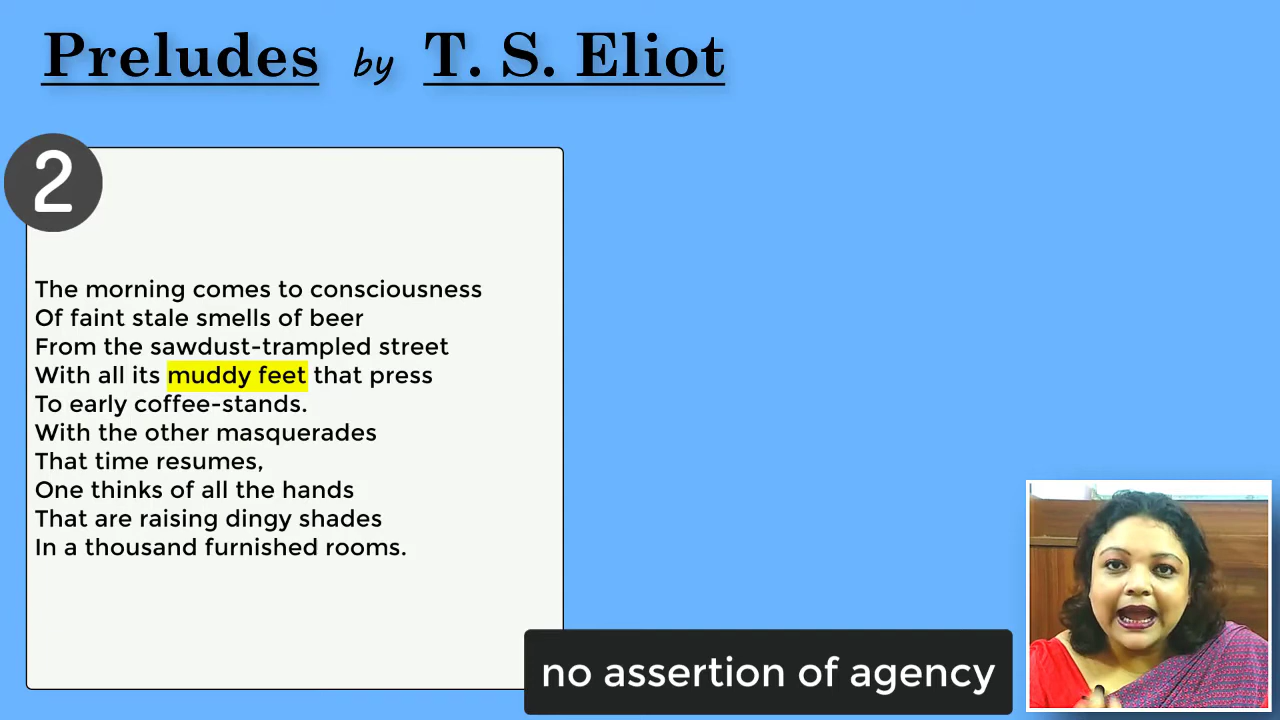 Preludes by T. S. Eliot
2
The morning comes to consciousness
Of faint stale smells of beer
From the sawdust-trampled street
With all its muddy feet that press
To early coffee-stands.
With the other masquerades
That time resumes,
One thinks of all the hands
That are raising dingy shades
In a thousand furnished rooms.
no assertion of agency